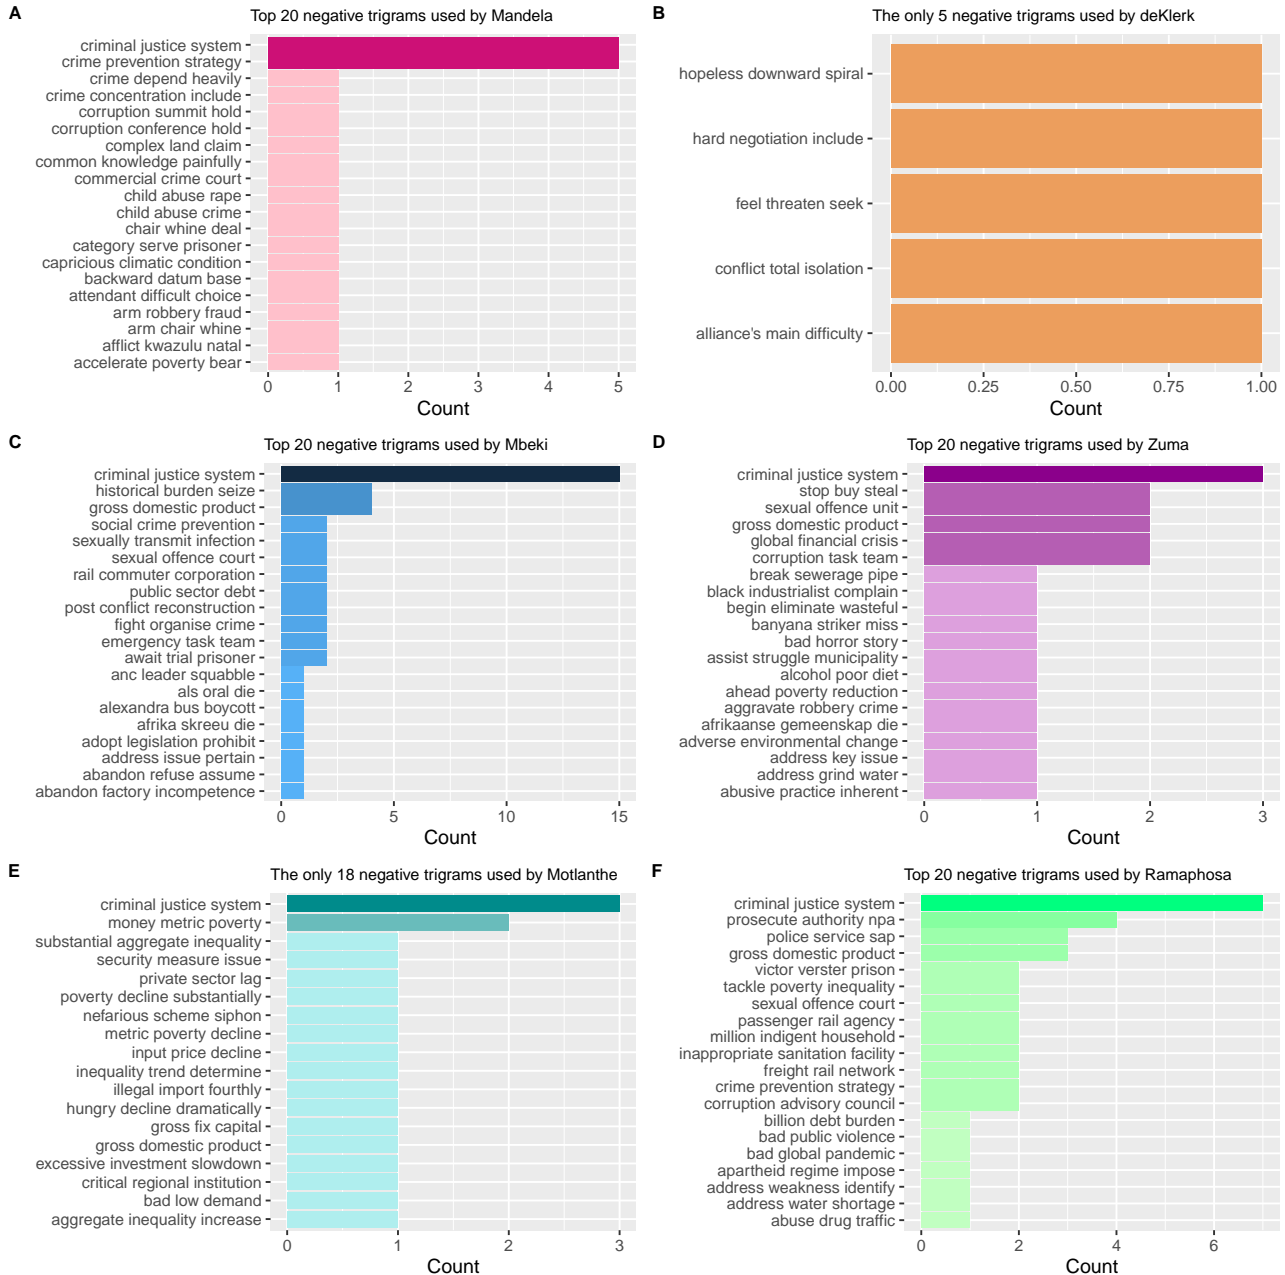 A
Top 20 negative trigrams used by Mandela
criminal justice system
crime prevention strategy
crime depend heavily
crime concentration include
corruption summit hold
corruption conference hold
complex land claim
common knowledge painfully
commercial crime court
child abuse rape
child abuse crime
chair whine deal
category serve prisoner
capricious climatic condition
backward datum base
attendant difficult choice
arm robbery fraud
arm chair whine
afflict kwazulu natal
accelerate poverty bear
0 1 2 3 4 5
Count
B
The only 5 negative trigrams used by deKlerk
hopeless downward spiral
hard negotiation include
feel threaten seek
conflict total isolation
alliance's main difficulty
0.00 0.25 0.50 0.75 1.00
Count
C
Top 20 negative trigrams used by Mbeki
criminal justice system
historical burden seize
gross domestic product
social crime prevention
sexually transmit infection
sexual offence court
rail commuter corporation
public sector debt
post conflict reconstruction
fight organise crime
emergency task team
await trial prisoner
anc leader squabble
als oral die
alexandra bus boycott
afrika skreeu die
adopt legislation prohibit
address issue pertain
abandon refuse assume
abandon factory incompetence
0 5 10 15
Count
D
Top 20 negative trigrams used by Zuma
criminal justice system
stop buy steal
sexual offence unit
gross domestic product
global financial crisis
corruption task team
break sewerage pipe
black industrialist complain
begin eliminate wasteful
banyana striker miss
bad horror story
assist struggle municipality
alcohol poor diet
ahead poverty reduction
aggravate robbery crime
afrikaanse gemeenskap die
adverse environmental change
address key issue
address grind water
abusive practice inherent
0 1 2 3
Count
E
The only 18 negative trigrams used by Motlanthe
criminal justice system
money metric poverty
substantial aggregate inequality
security measure issue
private sector lag
poverty decline substantially
nefarious scheme siphon
metric poverty decline
input price decline
inequality trend determine
illegal import fourthly
hungry decline dramatically
gross fix capital
gross domestic product
excessive investment slowdown
critical regional institution
bad low demand
aggregate inequality increase
0 1 2 3
Count
F
Top 20 negative trigrams used by Ramaphosa
criminal justice system
prosecute authority npa
police service sap
gross domestic product
victor verster prison
tackle poverty inequality
sexual offence court
passenger rail agency
million indigent household
inappropriate sanitation facility
freight rail network
crime prevention strategy
corruption advisory council
billion debt burden
bad public violence
bad global pandemic
apartheid regime impose
address weakness identify
address water shortage
abuse drug traffic
0 2 4 6
Count